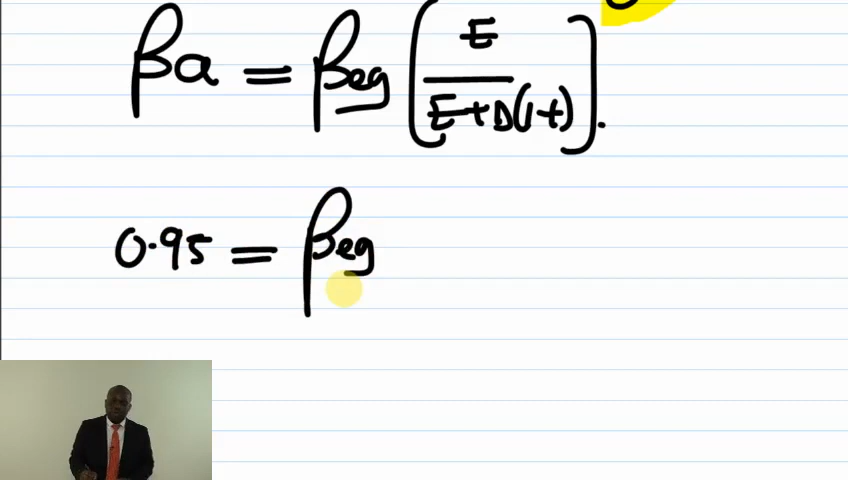 βa = βeg [E / E+D(1-t)].
0.95 = βeg